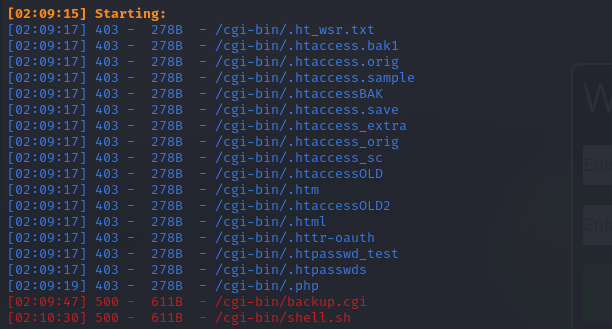 [02:09:15] Starting:
[02:09:17] 403 -  278B  - /cgi-bin/.ht_wsr.txt
[02:09:17] 403 -  278B  - /cgi-bin/.htaccess.bak1
[02:09:17] 403 -  278B  - /cgi-bin/.htaccess.orig
[02:09:17] 403 -  278B  - /cgi-bin/.htaccess.sample
[02:09:17] 403 -  278B  - /cgi-bin/.htaccessBAK
[02:09:17] 403 -  278B  - /cgi-bin/.htaccess.save
[02:09:17] 403 -  278B  - /cgi-bin/.htaccess_extra
[02:09:17] 403 -  278B  - /cgi-bin/.htaccess_orig
[02:09:17] 403 -  278B  - /cgi-bin/.htaccess_sc
[02:09:17] 403 -  278B  - /cgi-bin/.htaccessOLD
[02:09:17] 403 -  278B  - /cgi-bin/.htm
[02:09:17] 403 -  278B  - /cgi-bin/.htaccessOLD2
[02:09:17] 403 -  278B  - /cgi-bin/.html
[02:09:17] 403 -  278B  - /cgi-bin/.httr-oauth
[02:09:17] 403 -  278B  - /cgi-bin/.htpasswd_test
[02:09:17] 403 -  278B  - /cgi-bin/.htpasswds
[02:09:19] 403 -  278B  - /cgi-bin/.php
[02:09:47] 500 -  611B  - /cgi-bin/backup.cgi
[02:10:30] 500 -  611B  - /cgi-bin/shell.sh